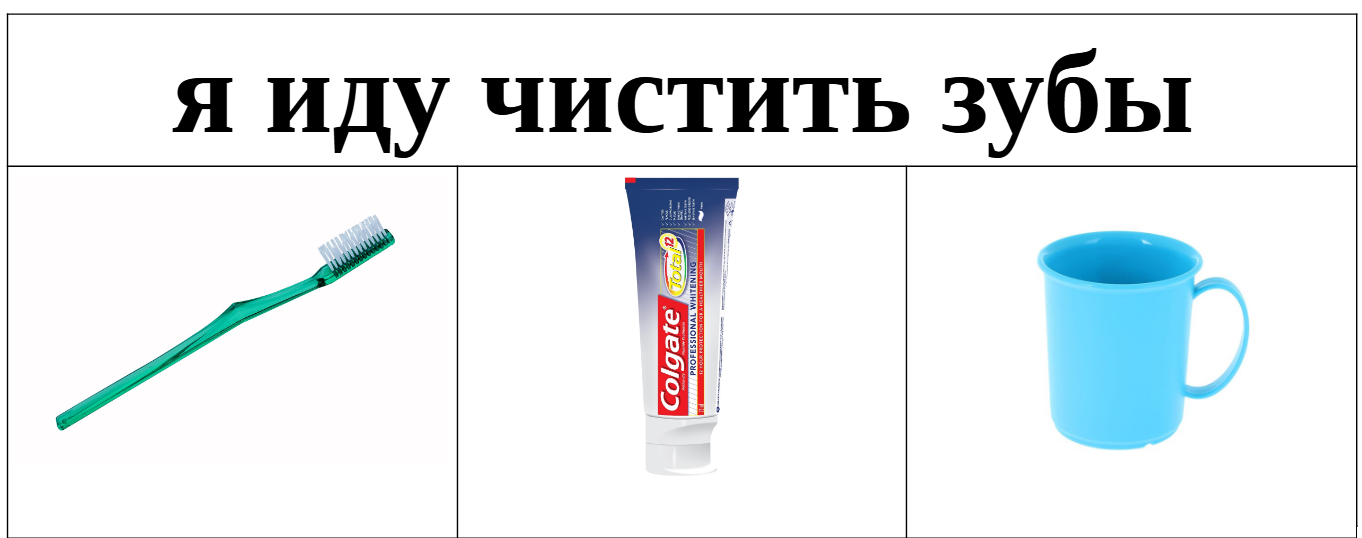 я иду чистить зубы
Total 12
Colgate
PROFESSIONAL WHITENING